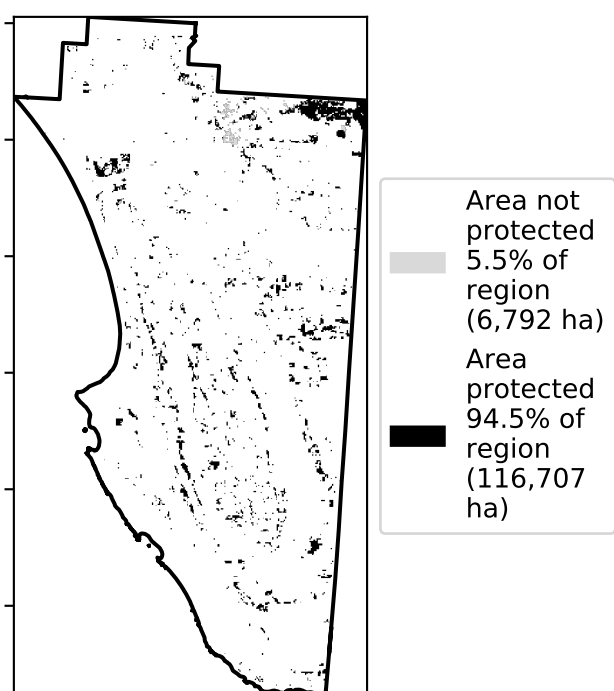 Area not
protected
5.5% of
region
(6,792 ha)
Area
protected
94.5% of
region
(116,707
ha)